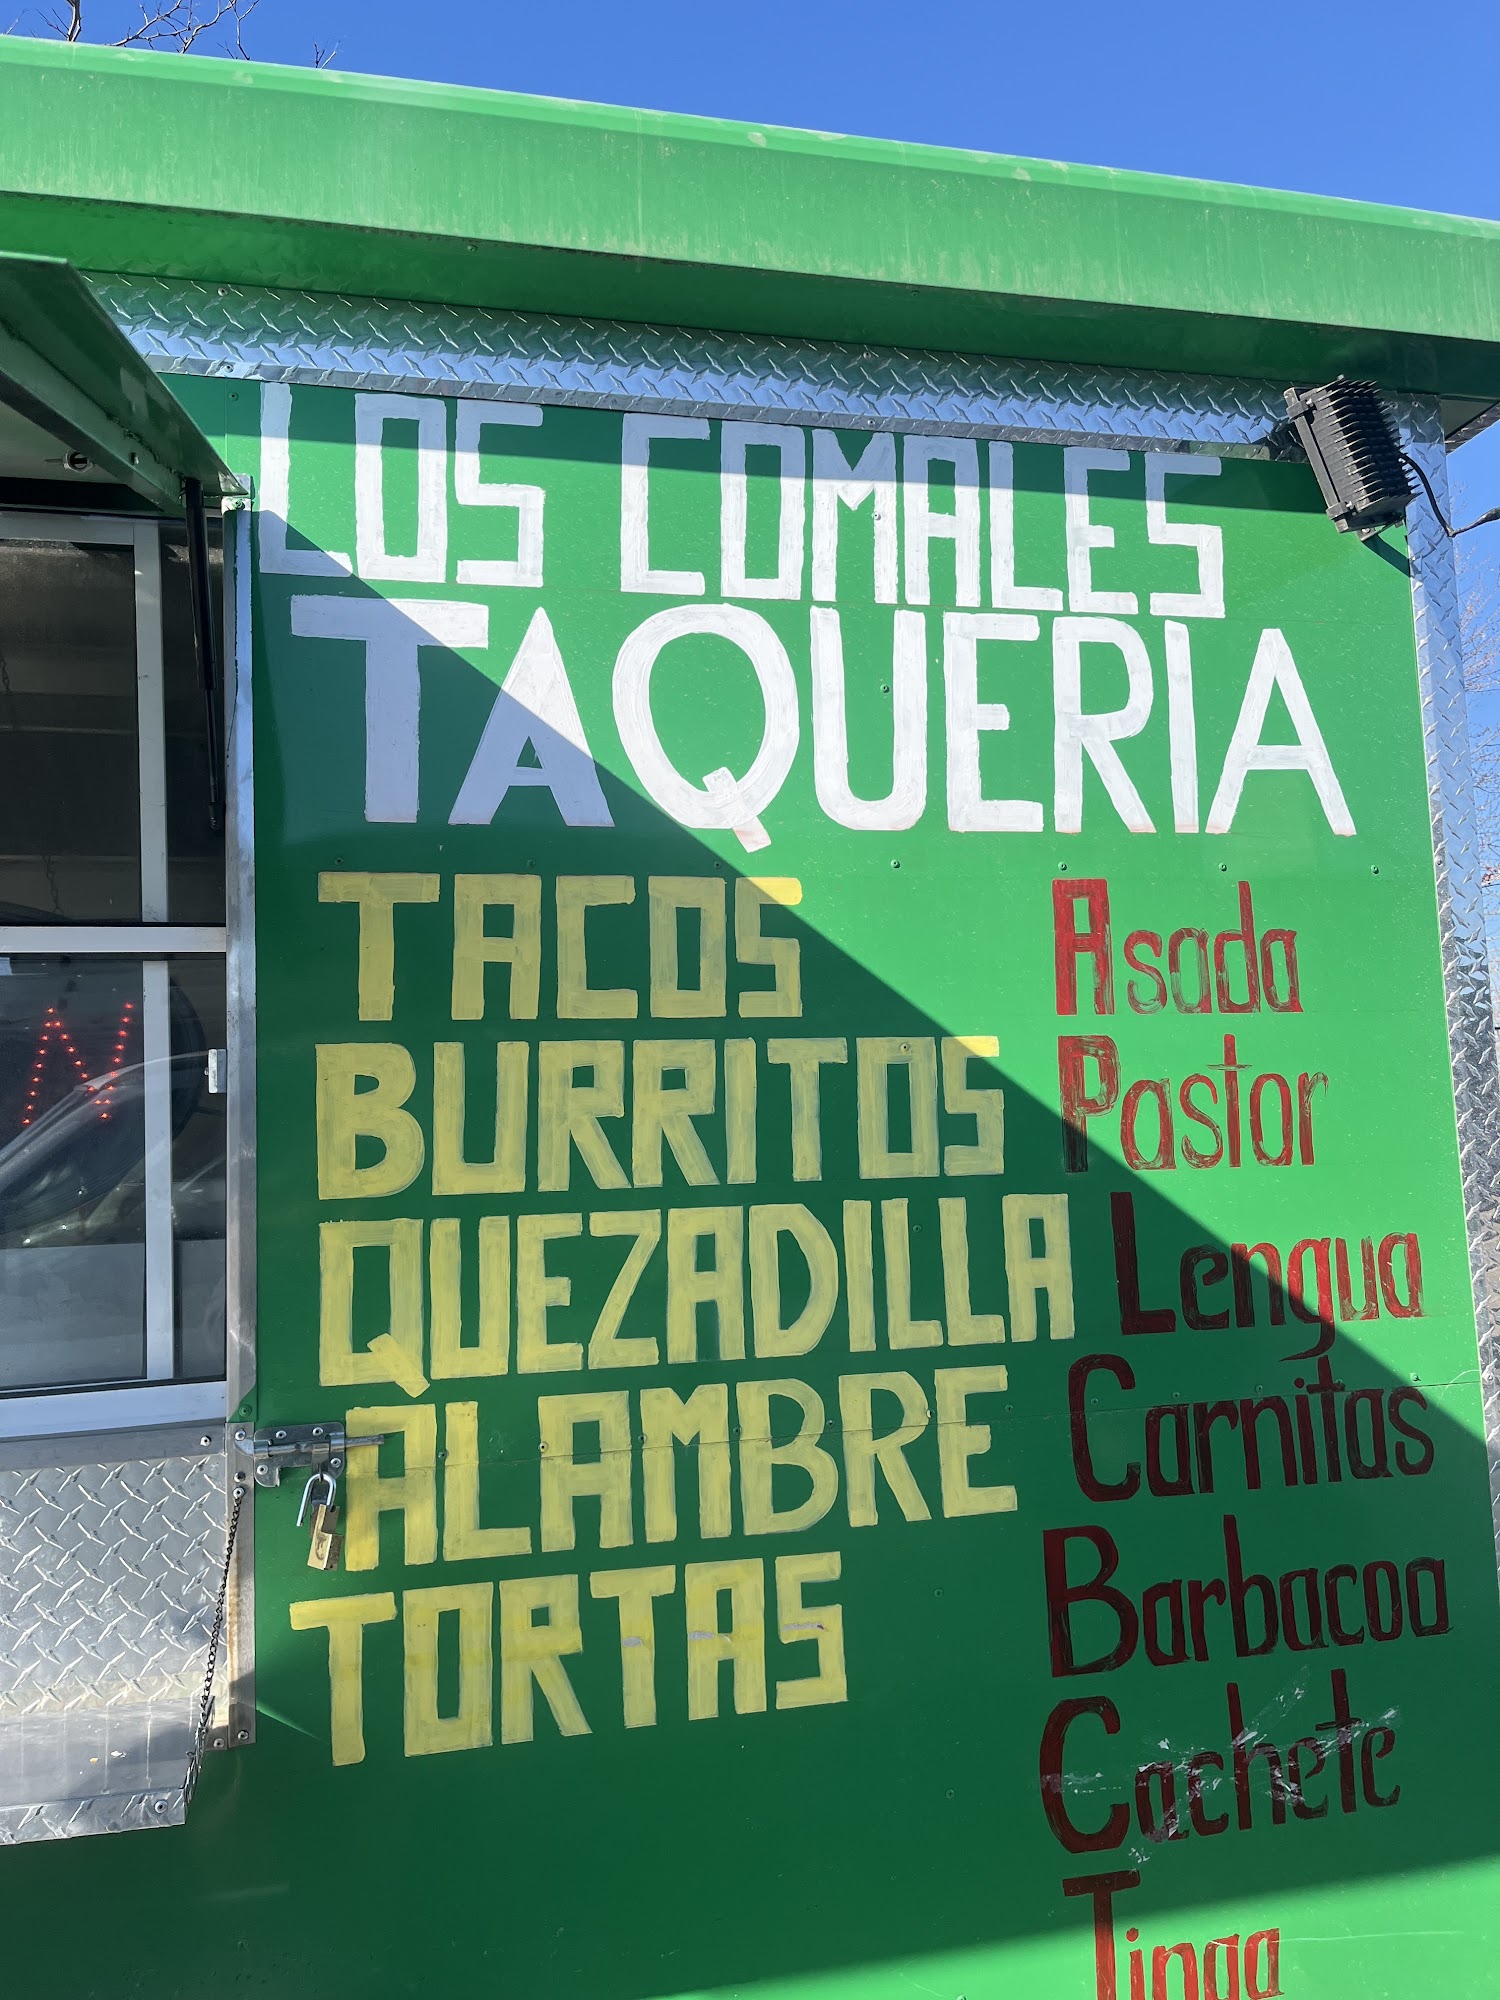 LOS COMALES
TAQUERIA
TACOS
BURRITOS
QUEZADILLA
ALAMBRE
TORTAS
Asada
Pastor
Lengua
Carnitas
Barbacoa
Cachete
Tinga